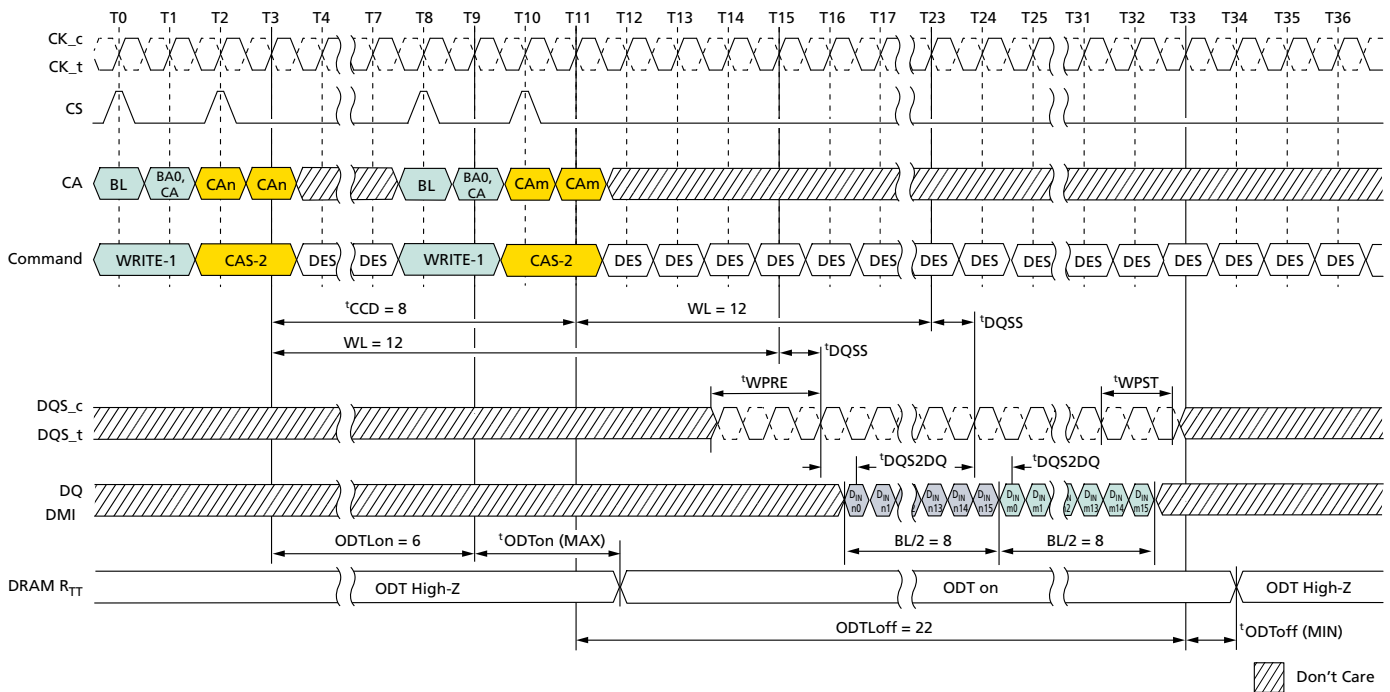 T0 T1 T2 T3 T4 T7 T8 T9 T10 T11 T12 T13 T14 T15 T16 T17 T23 T24 T25 T31 T32 T33 T34 T35 T36
CK_c
CK_t
CS
CA BL BA0, CA CAn CAn BL BA0, CA CAm CAm
Command WRITE-1 CAS-2 DES DES WRITE-1 CAS-2 DES DES DES DES DES DES DES DES DES DES DES DES DES DES DES
tCCD = 8 WL = 12
tDQSS
WL = 12 tDQSS
tWPRE tWPST
DQS_c
DQS_t
tDQS2DQ tDQS2DQ
DQ DIN n0 DIN n1 DIN n13 DIN n14 DIN n15 DIN m0 DIN m1 DIN m13 DIN m14 DIN m15
DMI
ODTLon = 6 tODTon (MAX) BL/2 = 8 BL/2 = 8
DRAM RTT ODT High-Z ODT on ODT High-Z
ODTLoff = 22 tODToff (MIN)
Don't Care